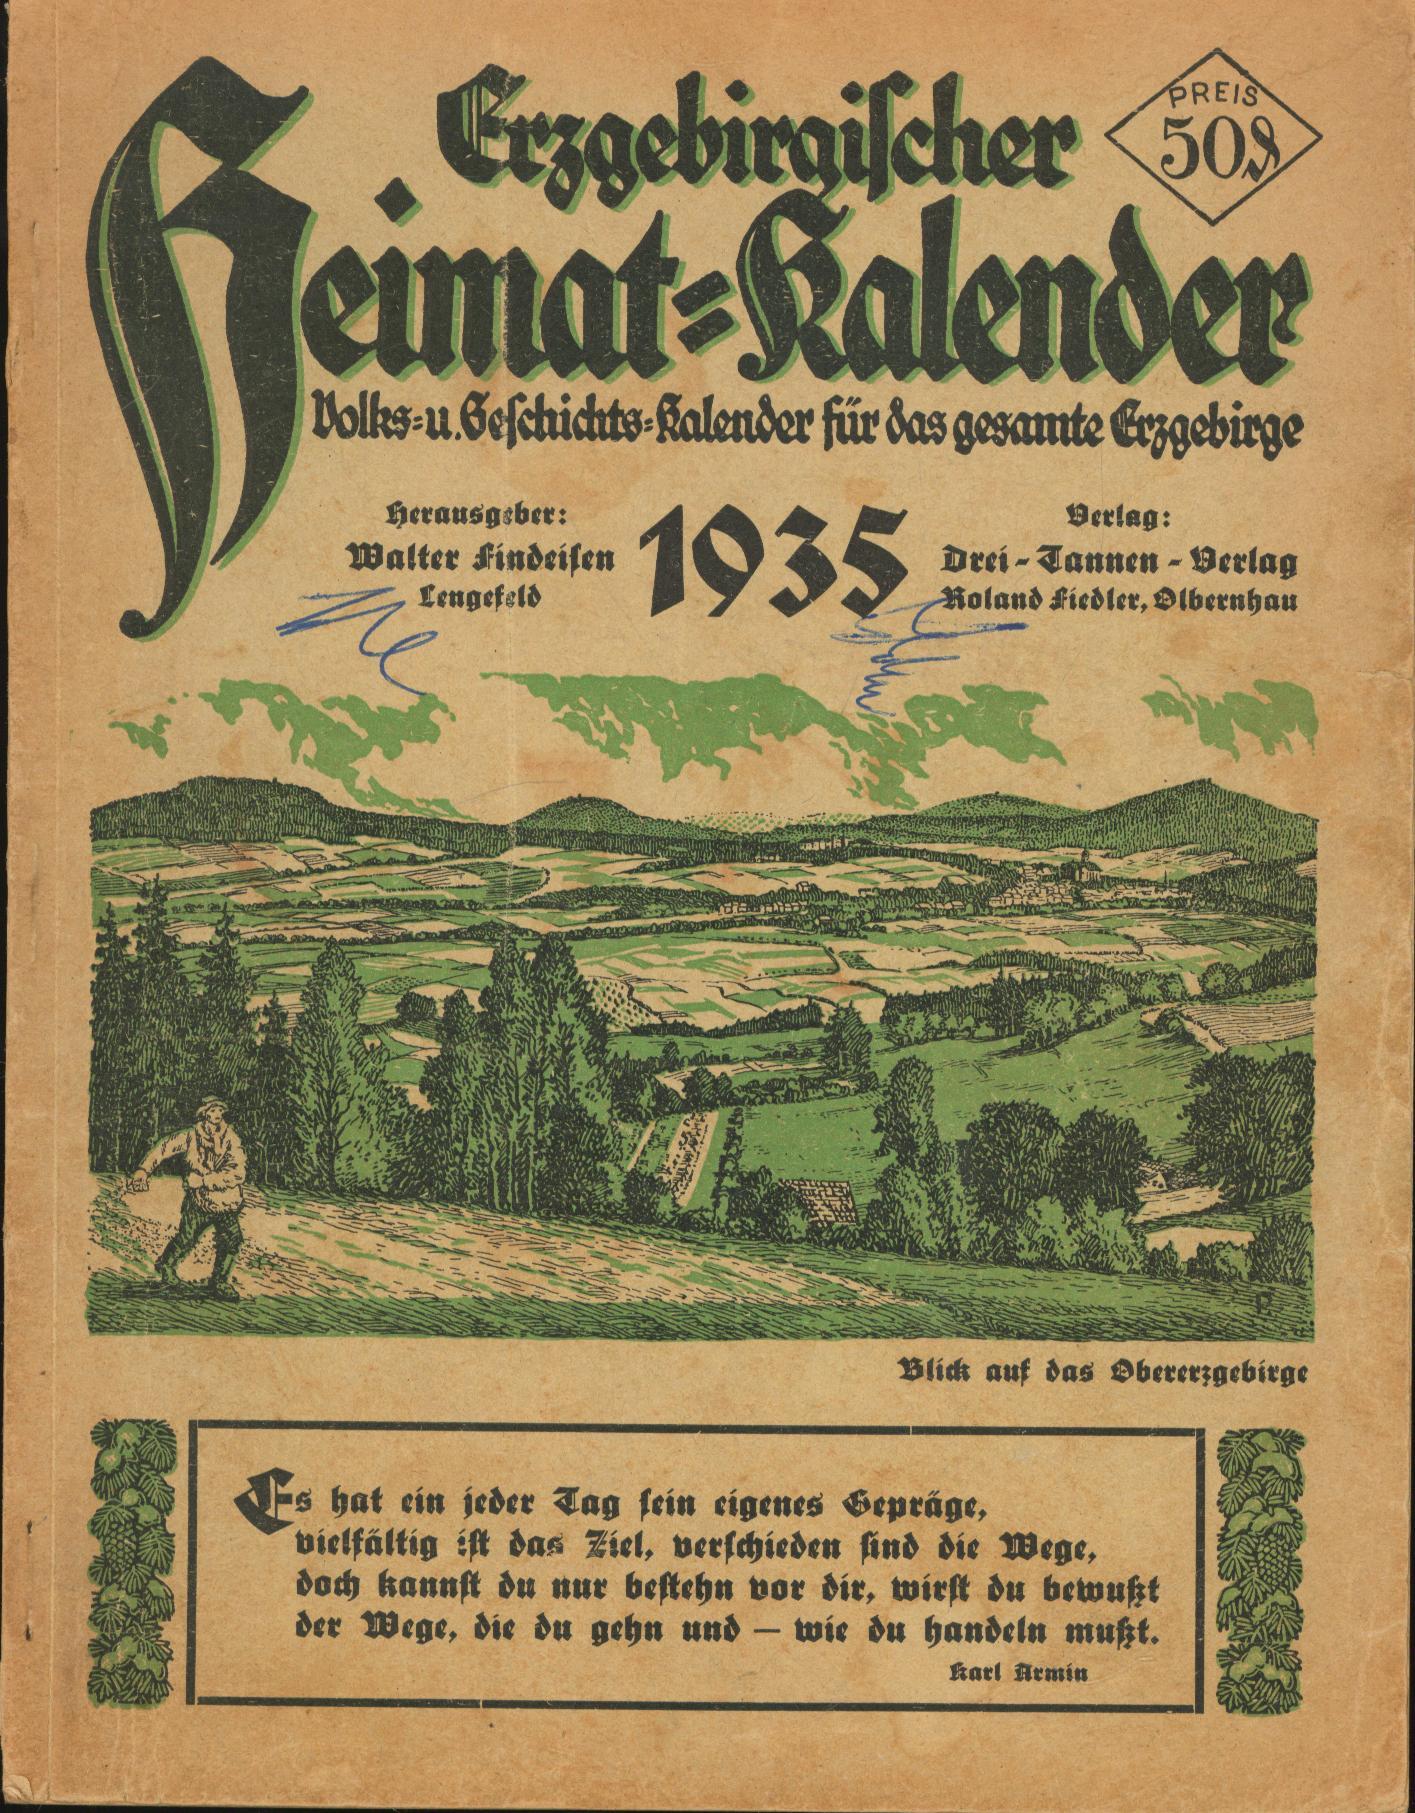 Erzgebirgischer
PREIS
50₰
Heimat=Kalender
Volks=u.Geschichts=Kalender für das gesamte Erzgebirge
Herausgeber:
Walter Findeisen
Lengefeld
1935
Verlag:
Drei-Tannen-Verlag
Roland Fiedler, Olbernhau
Blick auf das Obererzgebirge
Es hat ein jeder Tag sein eigenes Gepräge,
vielfältig ist das Ziel, verschieden sind die Wege,
doch kannst du nur bestehn vor dir, wirst du bewußt
der Wege, die du gehn und — wie du handeln mußt.
Karl Armin